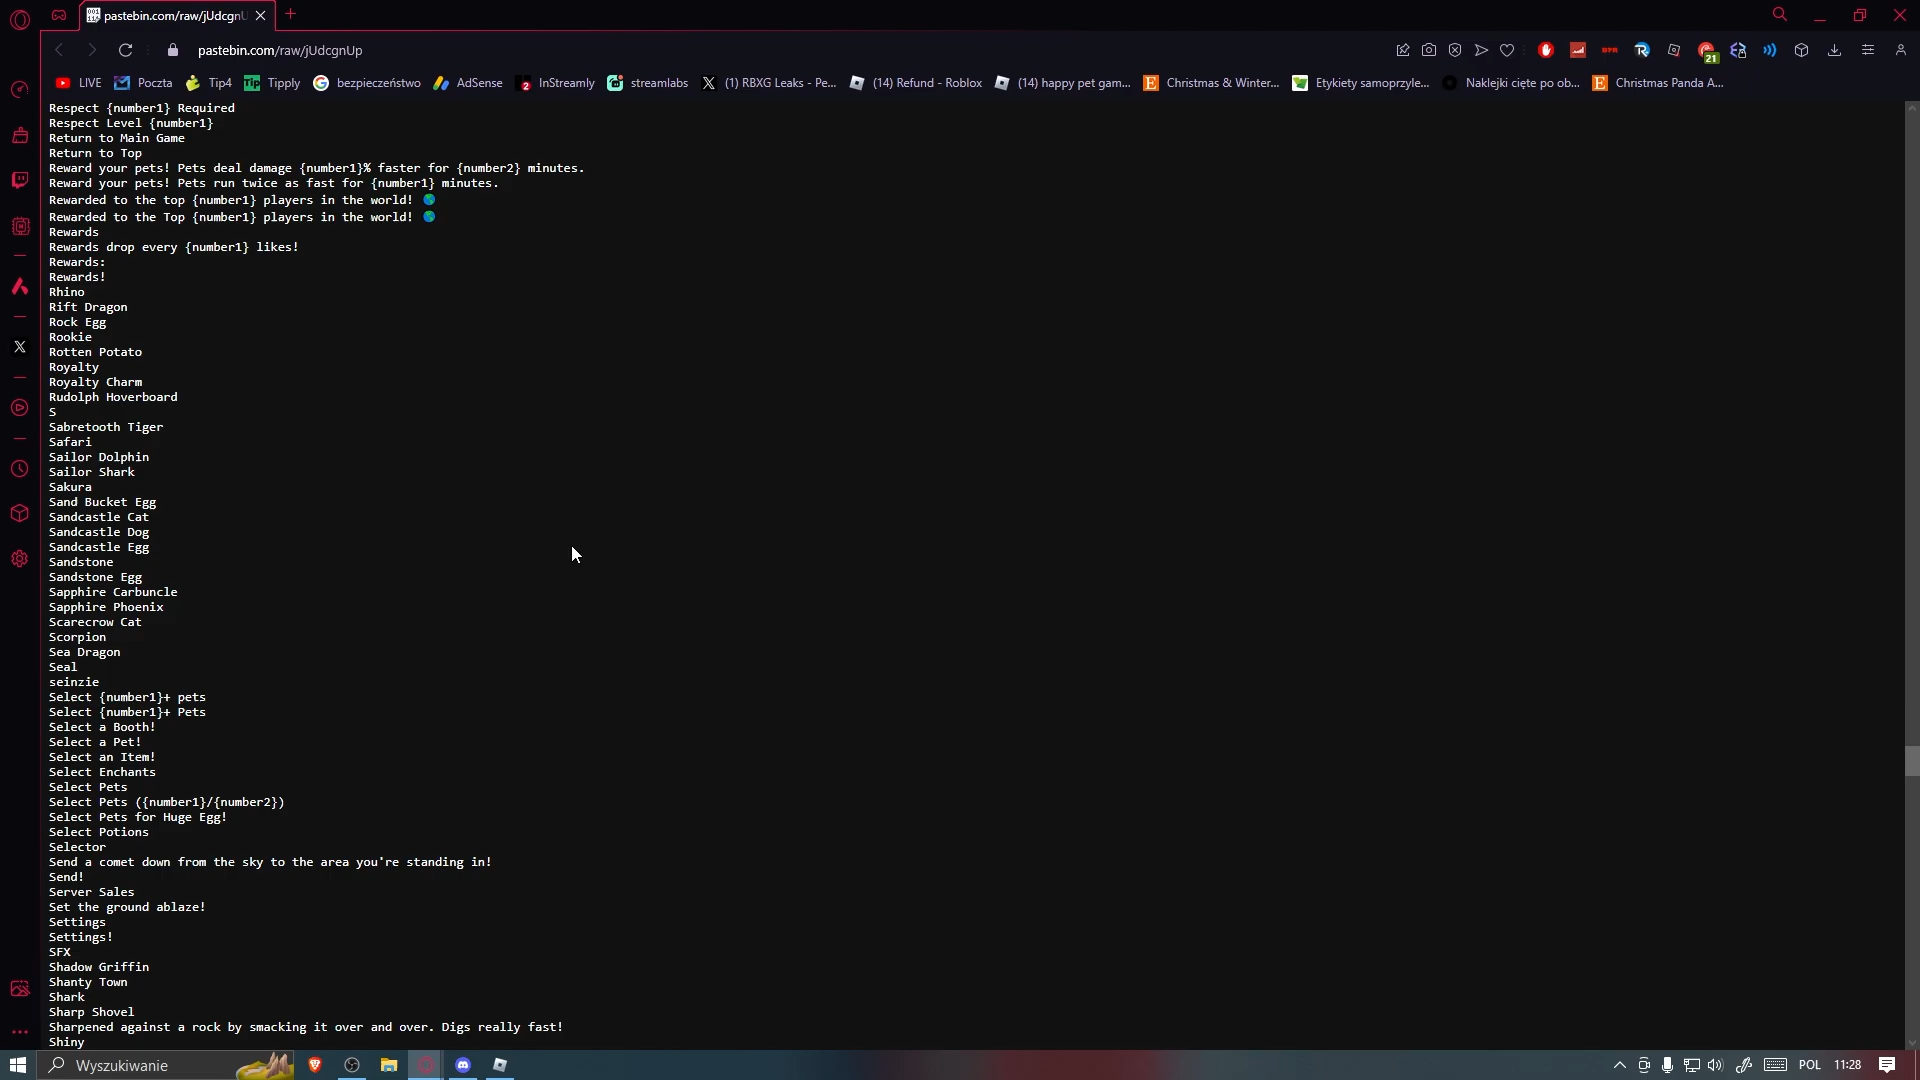 pastebin.com/raw/jUdcgnU
pastebin.com/raw/jUdcgnUp
21
LIVE
Poczta
Tip4
Tipply
bezpieczeństwo
AdSense
InStreamly
streamlabs
(1) RBXG Leaks - Pe...
(14) Refund - Roblox
(14) happy pet gam...
Christmas & Winter...
Etykiety samoprzyle...
Naklejki cięte po ob...
Christmas Panda A...
Respect {number1} Required
Respect Level {number1}
Return to Main Game
Return to Top
Reward your pets! Pets deal damage {number1}% faster for {number2} minutes.
Reward your pets! Pets run twice as fast for {number1} minutes.
Rewarded to the top {number1} players in the world! 🌎
Rewarded to the Top {number1} players in the world! 🌎
Rewards
Rewards drop every {number1} likes!
Rewards:
Rewards!
Rhino
Rift Dragon
Rock Egg
Rookie
Rotten Potato
Royalty
Royalty Charm
Rudolph Hoverboard
S
Sabretooth Tiger
Safari
Sailor Dolphin
Sailor Shark
Sakura
Sand Bucket Egg
Sandcastle Cat
Sandcastle Dog
Sandcastle Egg
Sandstone
Sandstone Egg
Sapphire Carbuncle
Sapphire Phoenix
Scarecrow Cat
Scorpion
Sea Dragon
Seal
seinzie
Select {number1}+ pets
Select {number1}+ Pets
Select a Booth!
Select a Pet!
Select an Item!
Select Enchants
Select Pets
Select Pets ({number1}/{number2})
Select Pets for Huge Egg!
Select Potions
Selector
Send a comet down from the sky to the area you're standing in!
Send!
Server Sales
Set the ground ablaze!
Settings
Settings!
SFX
Shadow Griffin
Shanty Town
Shark
Sharp Shovel
Sharpened against a rock by smacking it over and over. Digs really fast!
Shiny
Wyszukiwanie
POL
11:28